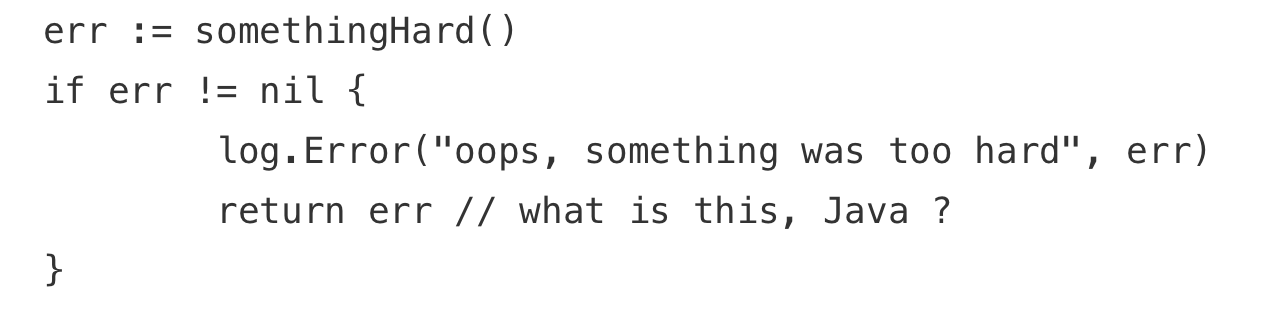 err := somethingHard()
if err != nil {
        log.Error("oops, something was too hard", err)
        return err // what is this, Java ?
}